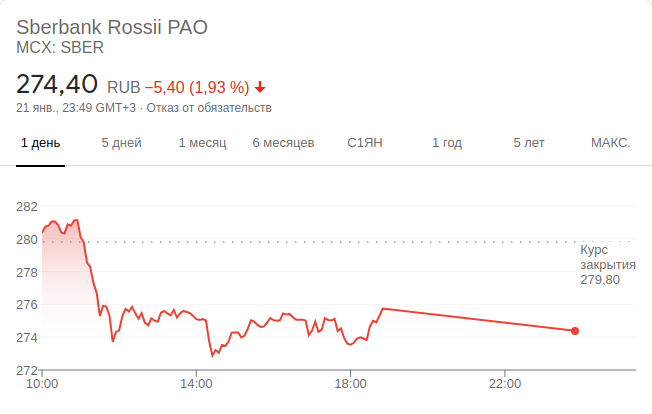 Sberbank Rossii PAO
MCX: SBER
274,40 RUB −5,40 (1,93 %)
21 янв., 23:49 GMT+3 · Отказ от обязательств
1 день 5 дней 1 месяц 6 месяцев С1ЯН 1 год 5 лет МАКС.
282
280
278
276
274
272
Курс
закрытия
279,80
10:00 14:00 18:00 22:00